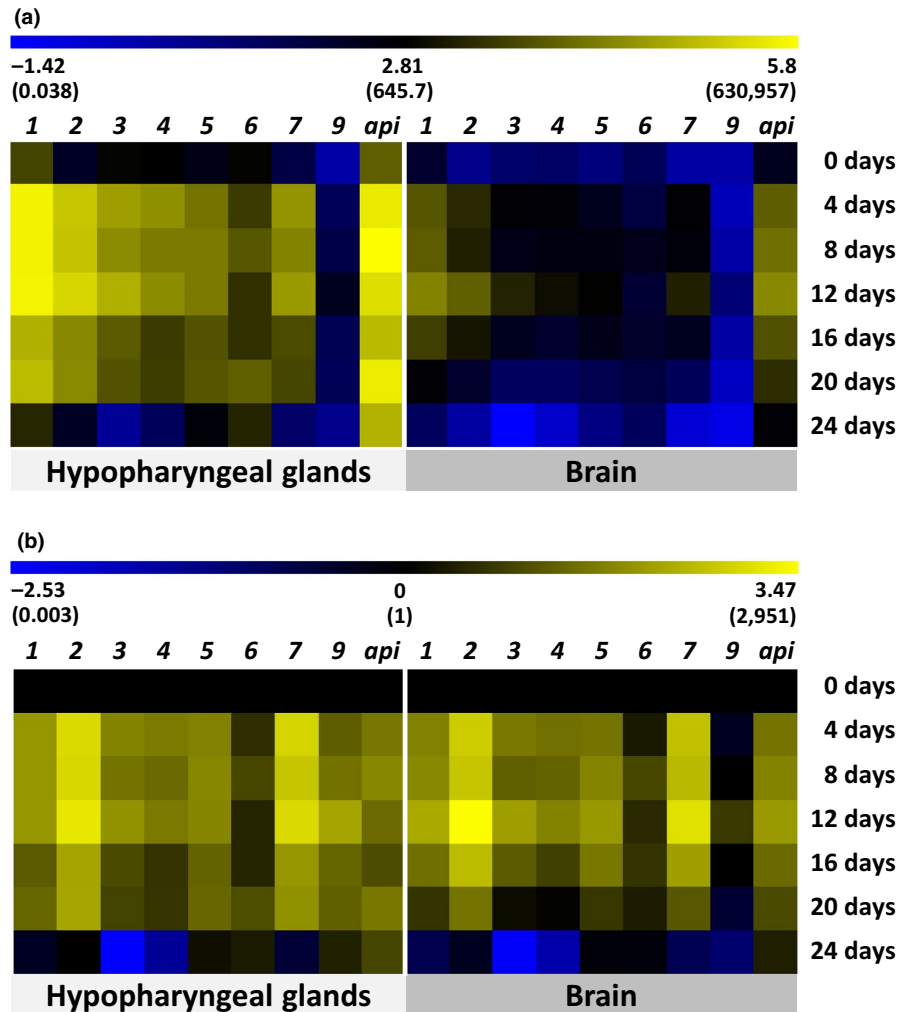 (a)
−1.42 2.81 5.8
(0.038) (645.7) (630,957)
1 2 3 4 5 6 7 9 api 1 2 3 4 5 6 7 9 api
0 days
4 days
8 days
12 days
16 days
20 days
24 days
Hypopharyngeal glands Brain
(b)
−2.53 0 3.47
(0.003) (1) (2,951)
1 2 3 4 5 6 7 9 api 1 2 3 4 5 6 7 9 api
0 days
4 days
8 days
12 days
16 days
20 days
24 days
Hypopharyngeal glands Brain